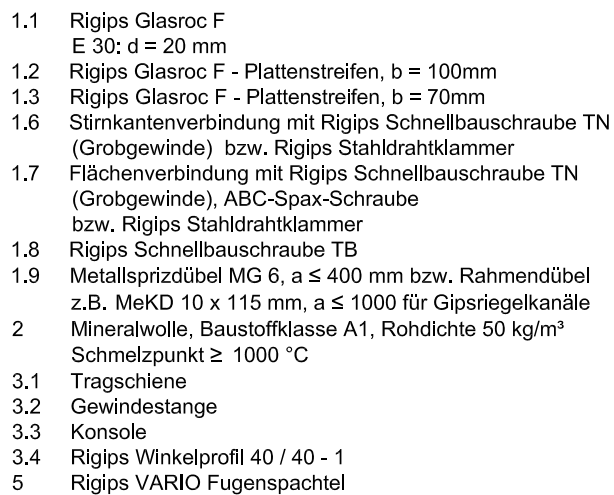 1.1 Rigips Glasroc F
E 30: d = 20 mm
1.2 Rigips Glasroc F - Plattenstreifen, b = 100mm
1.3 Rigips Glasroc F - Plattenstreifen, b = 70mm
1.6 Stirnkantenverbindung mit Rigips Schnellbauschraube TN
(Grobgewinde) bzw. Rigips Stahldrahtklammer
1.7 Flächenverbindung mit Rigips Schnellbauschraube TN
(Grobgewinde), ABC-Spax-Schraube
bzw. Rigips Stahldrahtklammer
1.8 Rigips Schnellbauschraube TB
1.9 Metallsprizdübel MG 6, a ≤ 400 mm bzw. Rahmendübel
z.B. MeKD 10 x 115 mm, a ≤ 1000 für Gipsriegelkanäle
2 Mineralwolle, Baustoffklasse A1, Rohdichte 50 kg/m³
Schmelzpunkt ≥ 1000 °C
3.1 Tragschiene
3.2 Gewindestange
3.3 Konsole
3.4 Rigips Winkelprofil 40 / 40 - 1
5 Rigips VARIO Fugenspachtel